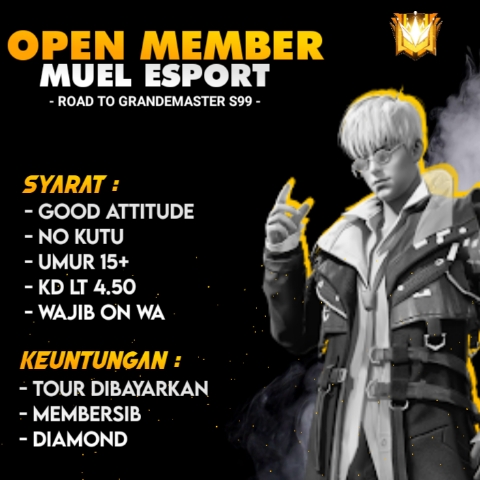 OPEN MEMBER
MUEL ESPORT
- ROAD TO GRANDEMASTER S99 -
SYARAT :
- GOOD ATTITUDE
- NO KUTU
- UMUR 15+
- KD LT 4.50
- WAJIB ON WA
KEUNTUNGAN :
- TOUR DIBAYARKAN
- MEMBERSIB
- DIAMOND